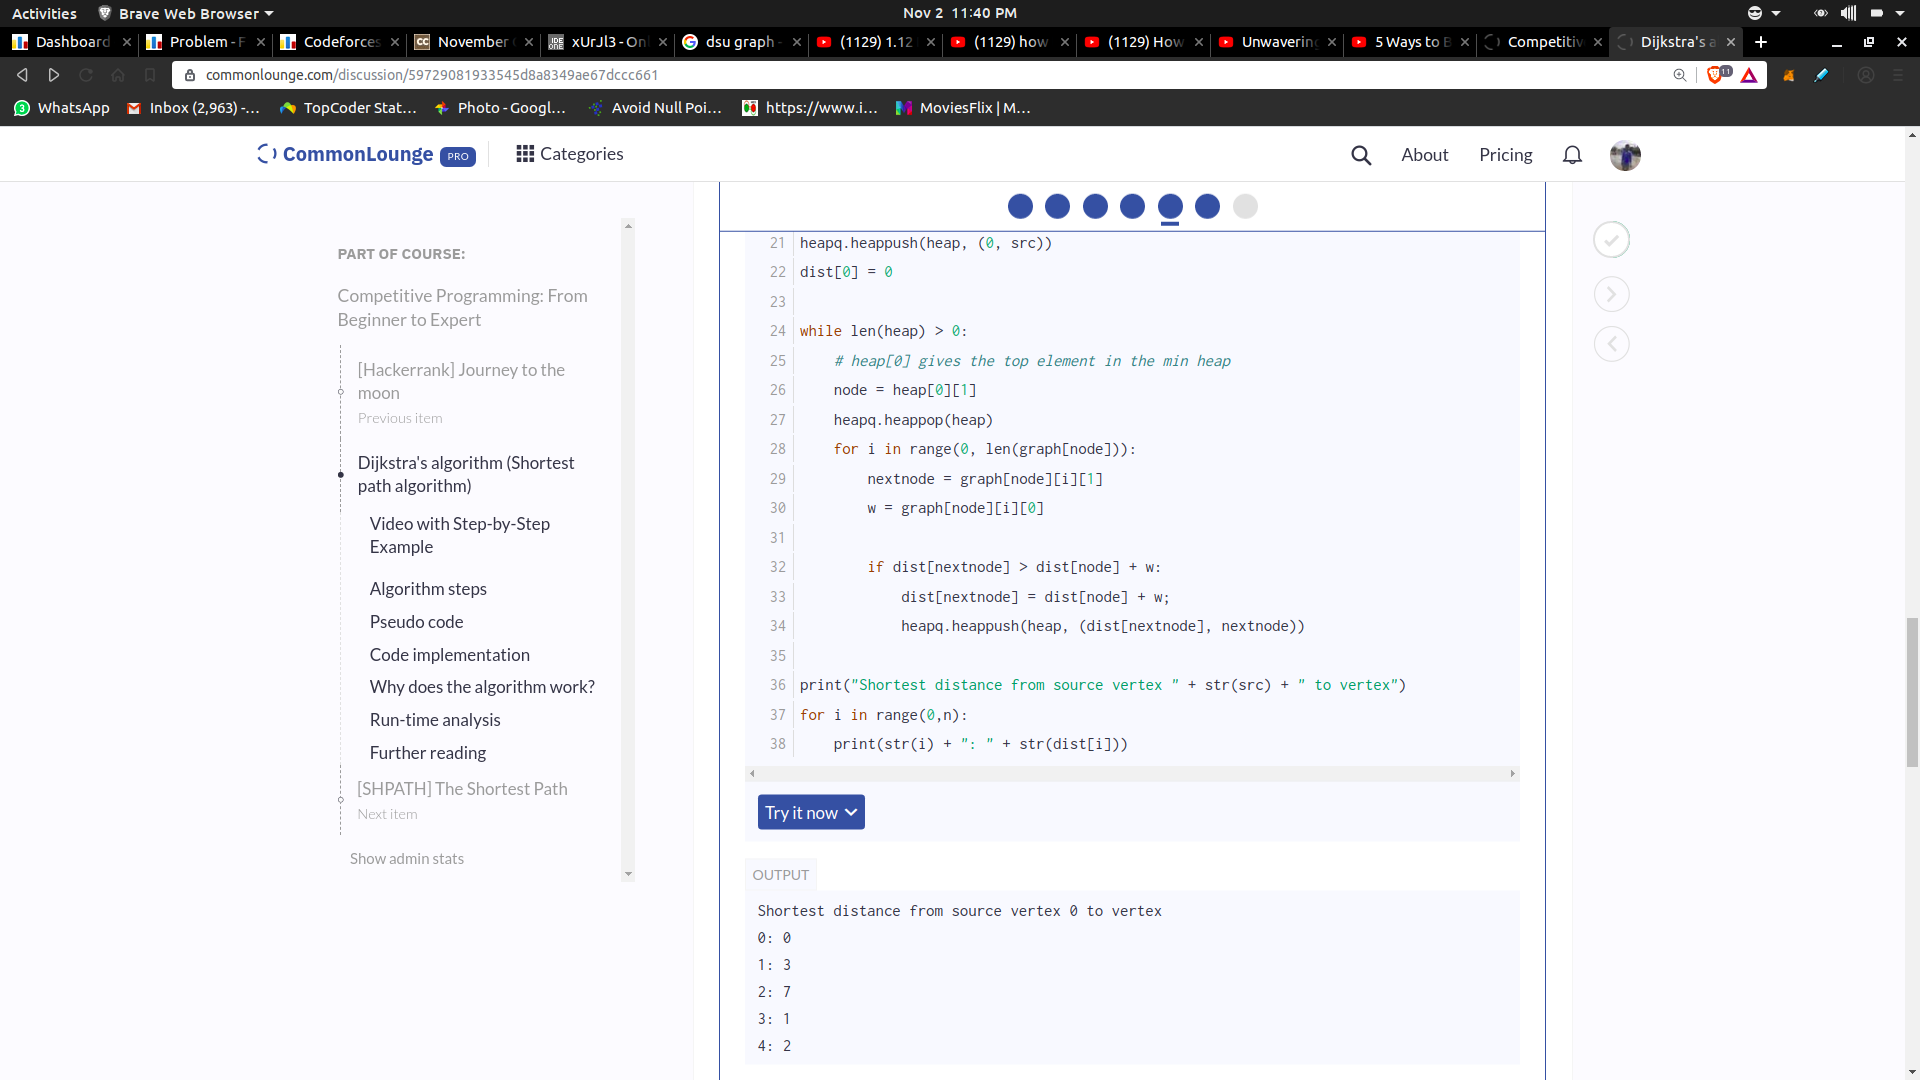 Activities Brave Web Browser Nov 2 11:40 PM
Dashboard Problem - F Codeforces November xUrJl3 - Onl dsu graph - (1129) 1.12 (1129) how (1129) How Unwavering 5 Ways to B Competitiv Dijkstra's a
commonlounge.com/discussion/59729081933545d8a8349ae67dccc661 11
WhatsApp Inbox (2,963) -... TopCoder Stat... Photo - Googl... Avoid Null Poi... https://www.i... MoviesFlix | M...
CommonLounge PRO Categories About Pricing
PART OF COURSE:
Competitive Programming: From
Beginner to Expert
[Hackerrank] Journey to the
moon
Previous item
Dijkstra's algorithm (Shortest
path algorithm)
Video with Step-by-Step
Example
Algorithm steps
Pseudo code
Code implementation
Why does the algorithm work?
Run-time analysis
Further reading
[SHPATH] The Shortest Path
Next item
Show admin stats
21 heapq.heappush(heap, (0, src))
22 dist[0] = 0
23
24 while len(heap) > 0:
25 # heap[0] gives the top element in the min heap
26 node = heap[0][1]
27 heapq.heappop(heap)
28 for i in range(0, len(graph[node])):
29 nextnode = graph[node][i][1]
30 w = graph[node][i][0]
31
32 if dist[nextnode] > dist[node] + w:
33 dist[nextnode] = dist[node] + w;
34 heapq.heappush(heap, (dist[nextnode], nextnode))
35
36 print("Shortest distance from source vertex " + str(src) + " to vertex")
37 for i in range(0,n):
38 print(str(i) + ": " + str(dist[i]))
Try it now
OUTPUT
Shortest distance from source vertex 0 to vertex
0: 0
1: 3
2: 7
3: 1
4: 2